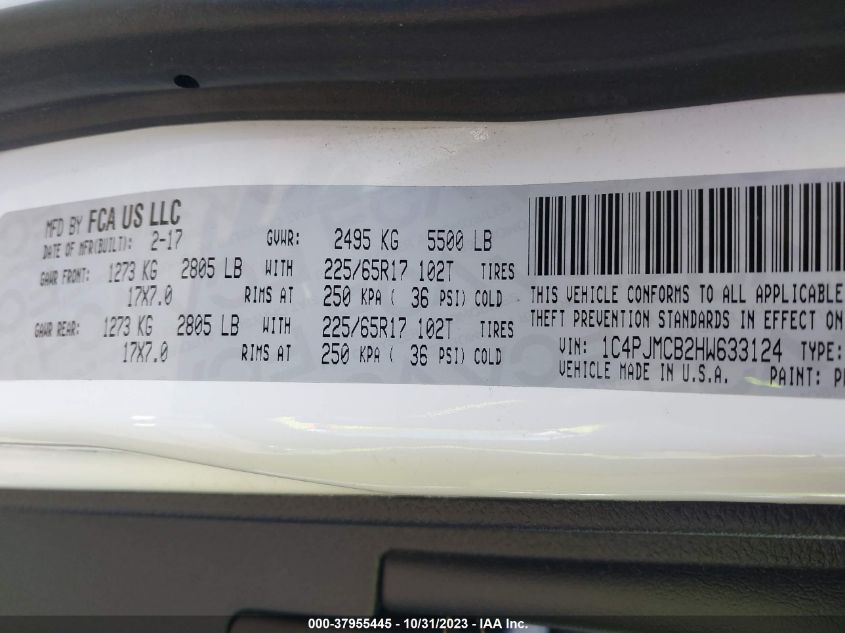 MFD BY FCA US LLC
DATE OF MFR(BUILT): 2-17 GVWR: 2495 KG 5500 LB
GAWR FRONT: 1273 KG 2805 LB WITH 225/65R17 102T TIRES
17X7.0 RIMS AT 250 KPA ( 36 PSI) COLD
GAWR REAR: 1273 KG 2805 LB WITH 225/65R17 102T TIRES
17X7.0 RIMS AT 250 KPA ( 36 PSI) COLD
THIS VEHICLE CONFORMS TO ALL APPLICABLE
THEFT PREVENTION STANDARDS IN EFFECT ON
VIN: 1C4PJMCB2HW633124 TYPE:
VEHICLE MADE IN U.S.A. PAINT:
000-37955445 - 10/31/2023 - IAA Inc.